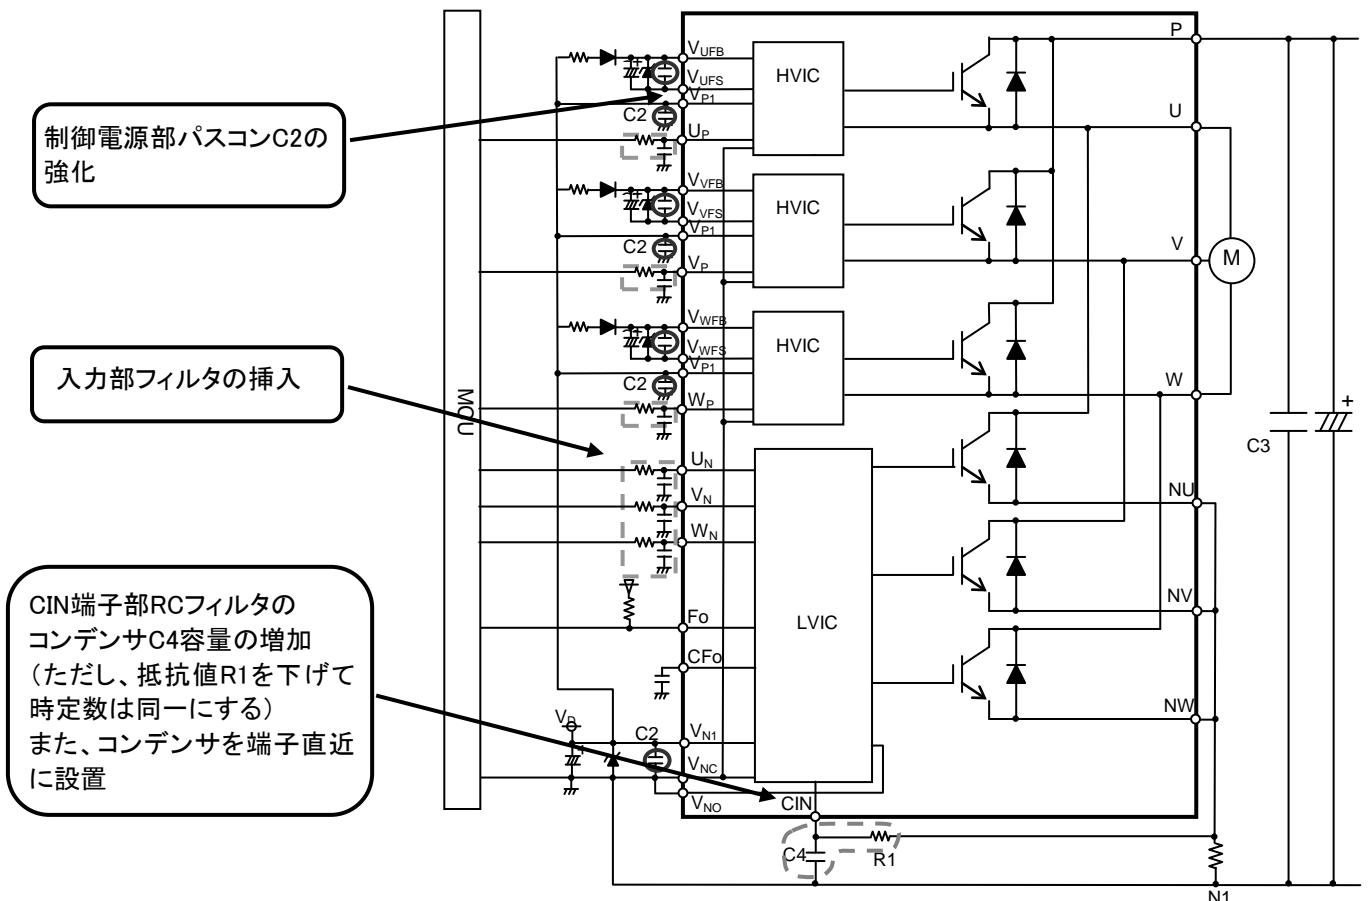 制御電源部パスコンC2の
強化
入力部フィルタの挿入
CIN端子部RCフィルタの
コンデンサC4容量の増加
（ただし、抵抗値R1を下げて
時定数は同一にする）
また、コンデンサを端子直近
に設置
MCU
VUFB
VUFS
VP1
C2
UP
HVIC
VVFB
VVFS
VP1
C2
VP
HVIC
VWFB
VWFS
VP1
C2
WP
HVIC
UN
VN
WN
Fo
CFo
LVIC
VD
C2
VN1
VNC
VNO
CIN
C4
R1
P
U
V
M
W
C3
+
NU
NV
NW
N1